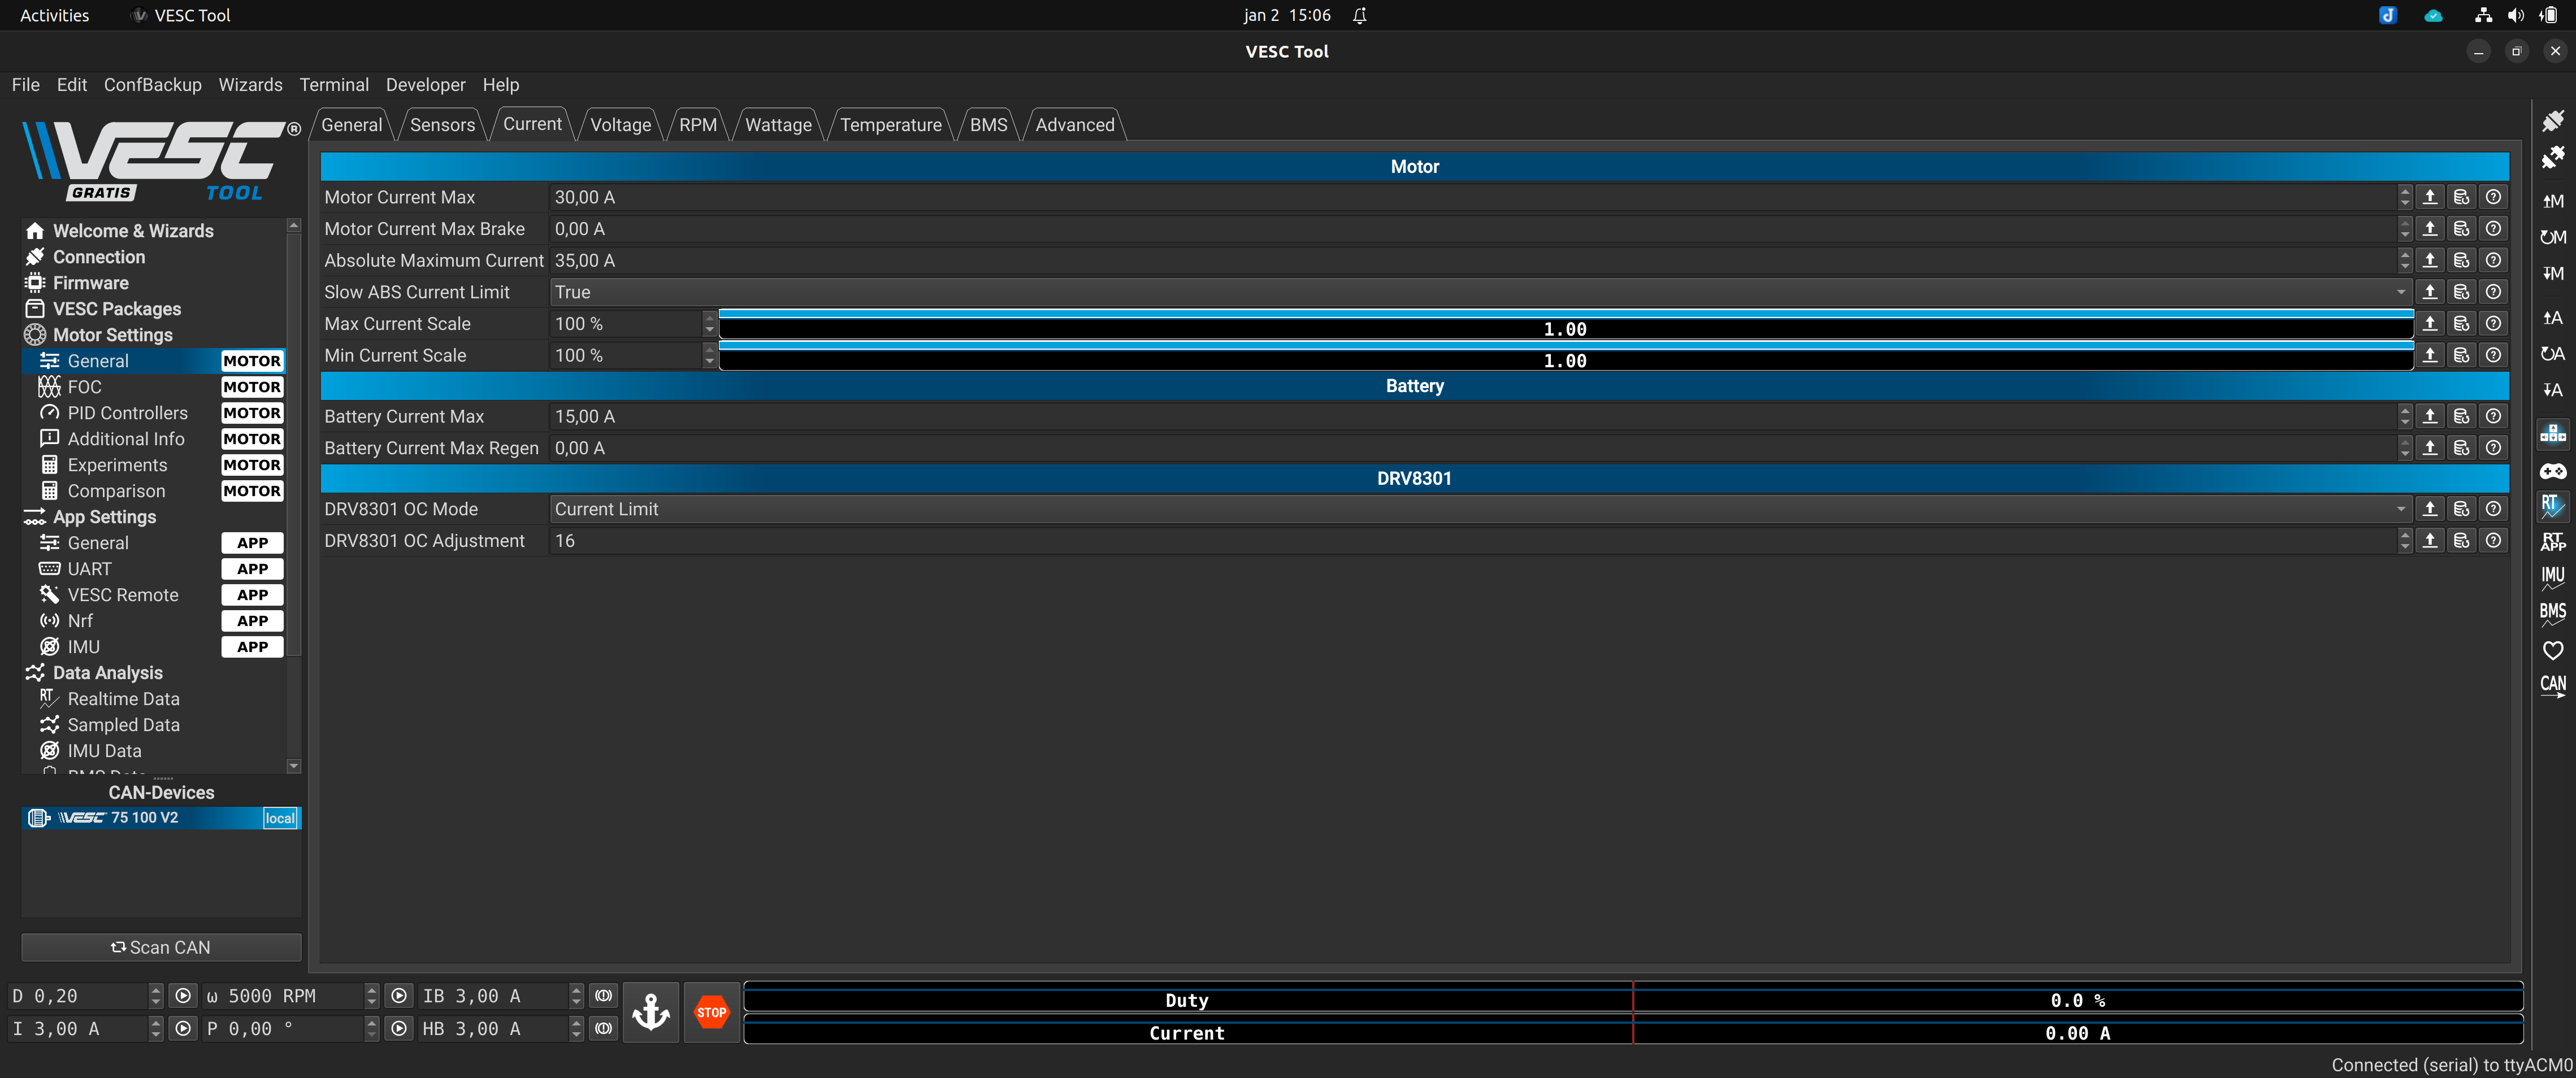 Activities VESC Tool jan 2 15:06
VESC Tool
File Edit ConfBackup Wizards Terminal Developer Help
VESC®
GRATIS TOOL
Welcome & Wizards
Connection
Firmware
VESC Packages
Motor Settings
General MOTOR
FOC MOTOR
PID Controllers MOTOR
Additional Info MOTOR
Experiments MOTOR
Comparison MOTOR
App Settings
General APP
UART APP
VESC Remote APP
Nrf APP
IMU APP
Data Analysis
RT Realtime Data
Sampled Data
IMU Data
BMS Data
CAN-Devices
VESC 75 100 V2 local
Scan CAN
General Sensors Current Voltage RPM Wattage Temperature BMS Advanced
Motor
Motor Current Max 30,00 A
Motor Current Max Brake 0,00 A
Absolute Maximum Current 35,00 A
Slow ABS Current Limit True
Max Current Scale 100 % 1.00
Min Current Scale 100 % 1.00
Battery
Battery Current Max 15,00 A
Battery Current Max Regen 0,00 A
DRV8301
DRV8301 OC Mode Current Limit
DRV8301 OC Adjustment 16
M
M
M
A
A
A
RT
RT
APP
IMU
BMS
CAN
D 0,20 ω 5000 RPM IB 3,00 A
I 3,00 A P 0,00 ° HB 3,00 A
STOP
Duty 0.0 %
Current 0.00 A
Connected (serial) to ttyACM0